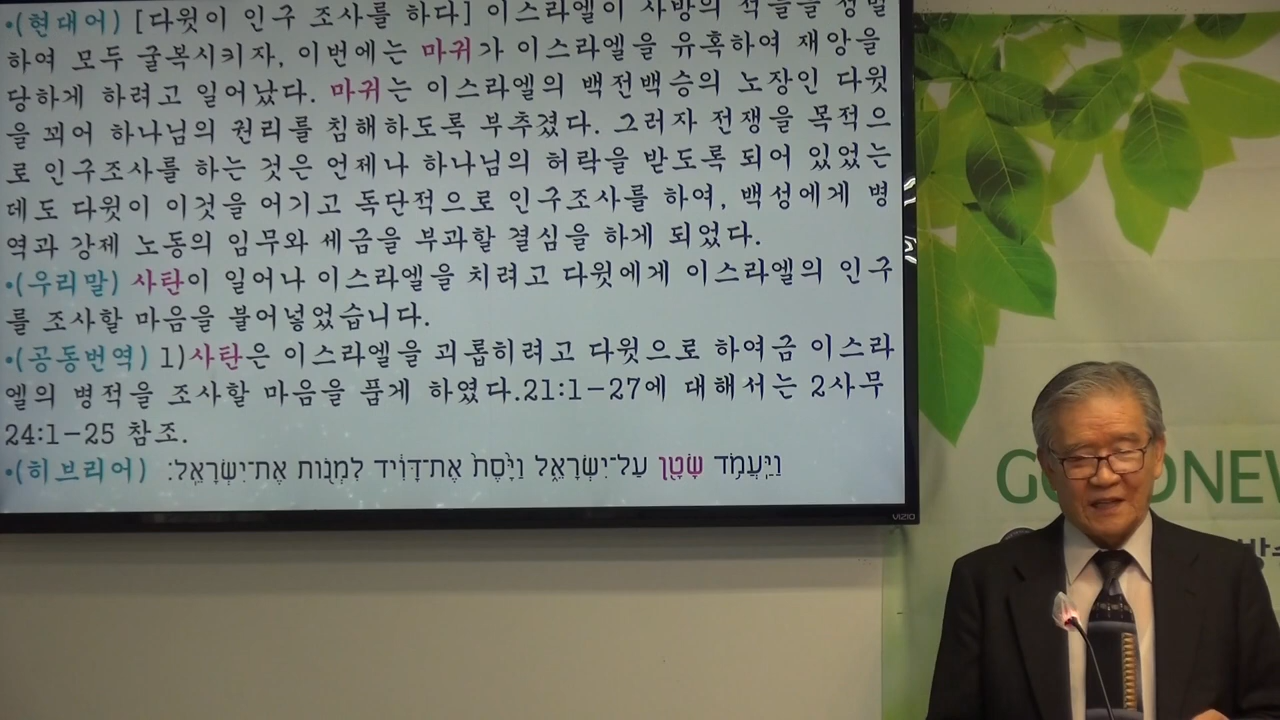 •(현대어) [다윗이 인구 조사를 하다] 이스라엘이 사방의 적들을 정벌
하여 모두 굴복시키자, 이번에는 마귀가 이스라엘을 유혹하여 재앙을
당하게 하려고 일어났다. 마귀는 이스라엘의 백전백승의 노장인 다윗
을 꾀어 하나님의 권리를 침해하도록 부추겼다. 그러자 전쟁을 목적으
로 인구조사를 하는 것은 언제나 하나님의 허락을 받도록 되어 있었는
데도 다윗이 이것을 어기고 독단적으로 인구조사를 하여, 백성에게 병
역과 강제 노동의 임무와 세금을 부과할 결심을 하게 되었다.
•(우리말) 사탄이 일어나 이스라엘을 치려고 다윗에게 이스라엘의 인구
를 조사할 마음을 불어넣었습니다.
•(공동번역) 1)사탄은 이스라엘을 괴롭히려고 다윗으로 하여금 이스라
엘의 병적을 조사할 마음을 품게 하였다.21:1-27에 대해서는 2사무
24:1-25 참조.
•(히브리어) וַיַּֽעֲמֹ֥ד שָׂטָ֖ן עַל־יִשְׂרָאֵ֑ל וַיָּ֙סֶת֙ אֶת־דָּוִ֔יד לִמְנ֖וֹת אֶת־יִשְׂרָאֵֽל׃
VIZIO